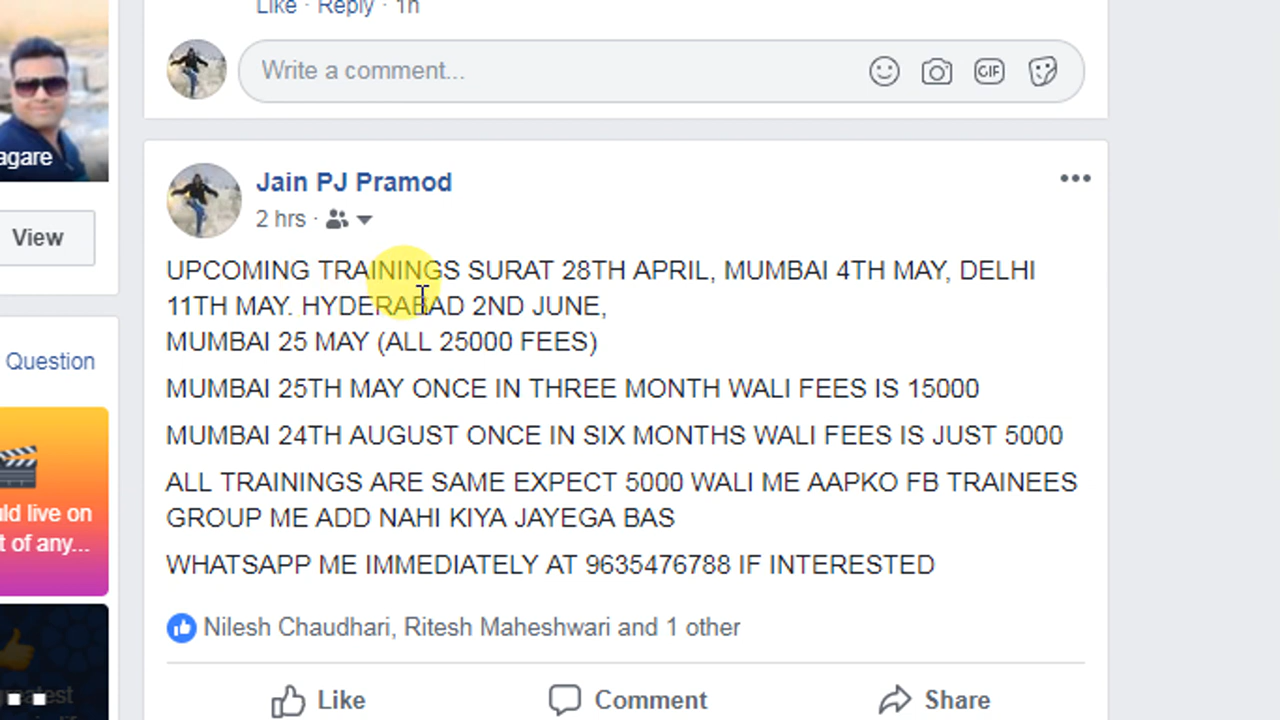 Like · Reply · 1h
Write a comment...
GIF
agare
View
Question
Jain PJ Pramod
2 hrs ·
UPCOMING TRAININGS SURAT 28TH APRIL, MUMBAI 4TH MAY, DELHI
11TH MAY. HYDERABAD 2ND JUNE,
MUMBAI 25 MAY (ALL 25000 FEES)
MUMBAI 25TH MAY ONCE IN THREE MONTH WALI FEES IS 15000
MUMBAI 24TH AUGUST ONCE IN SIX MONTHS WALI FEES IS JUST 5000
ALL TRAININGS ARE SAME EXPECT 5000 WALI ME AAPKO FB TRAINEES
GROUP ME ADD NAHI KIYA JAYEGA BAS
WHATSAPP ME IMMEDIATELY AT 9635476788 IF INTERESTED
Nilesh Chaudhari, Ritesh Maheshwari and 1 other
Like Comment Share
uld live on
t of any...